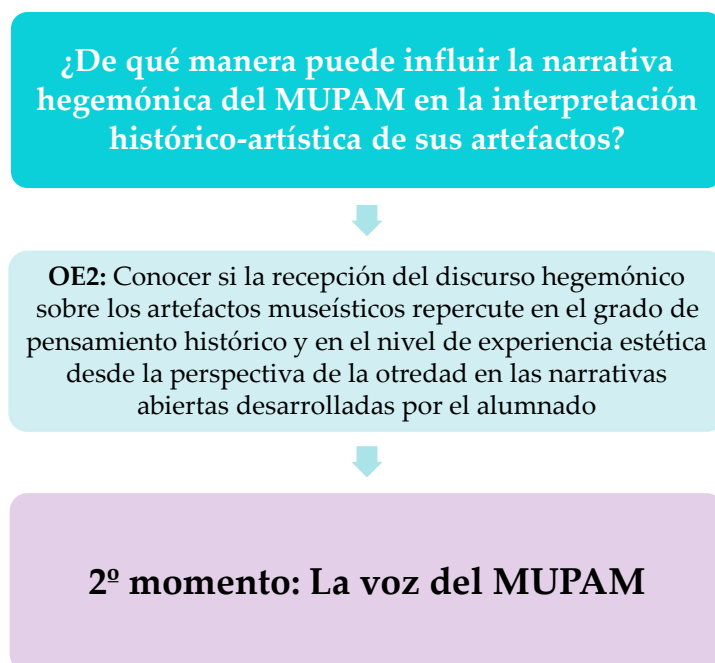 ¿De qué manera puede influir la narrativa
hegemónica del MUPAM en la interpretación
histórico-artística de sus artefactos?
OE2: Conocer si la recepción del discurso hegemónico
sobre los artefactos museísticos repercute en el grado de
pensamiento histórico y en el nivel de experiencia estética
desde la perspectiva de la otredad en las narrativas
abiertas desarrolladas por el alumnado
2º momento: La voz del MUPAM